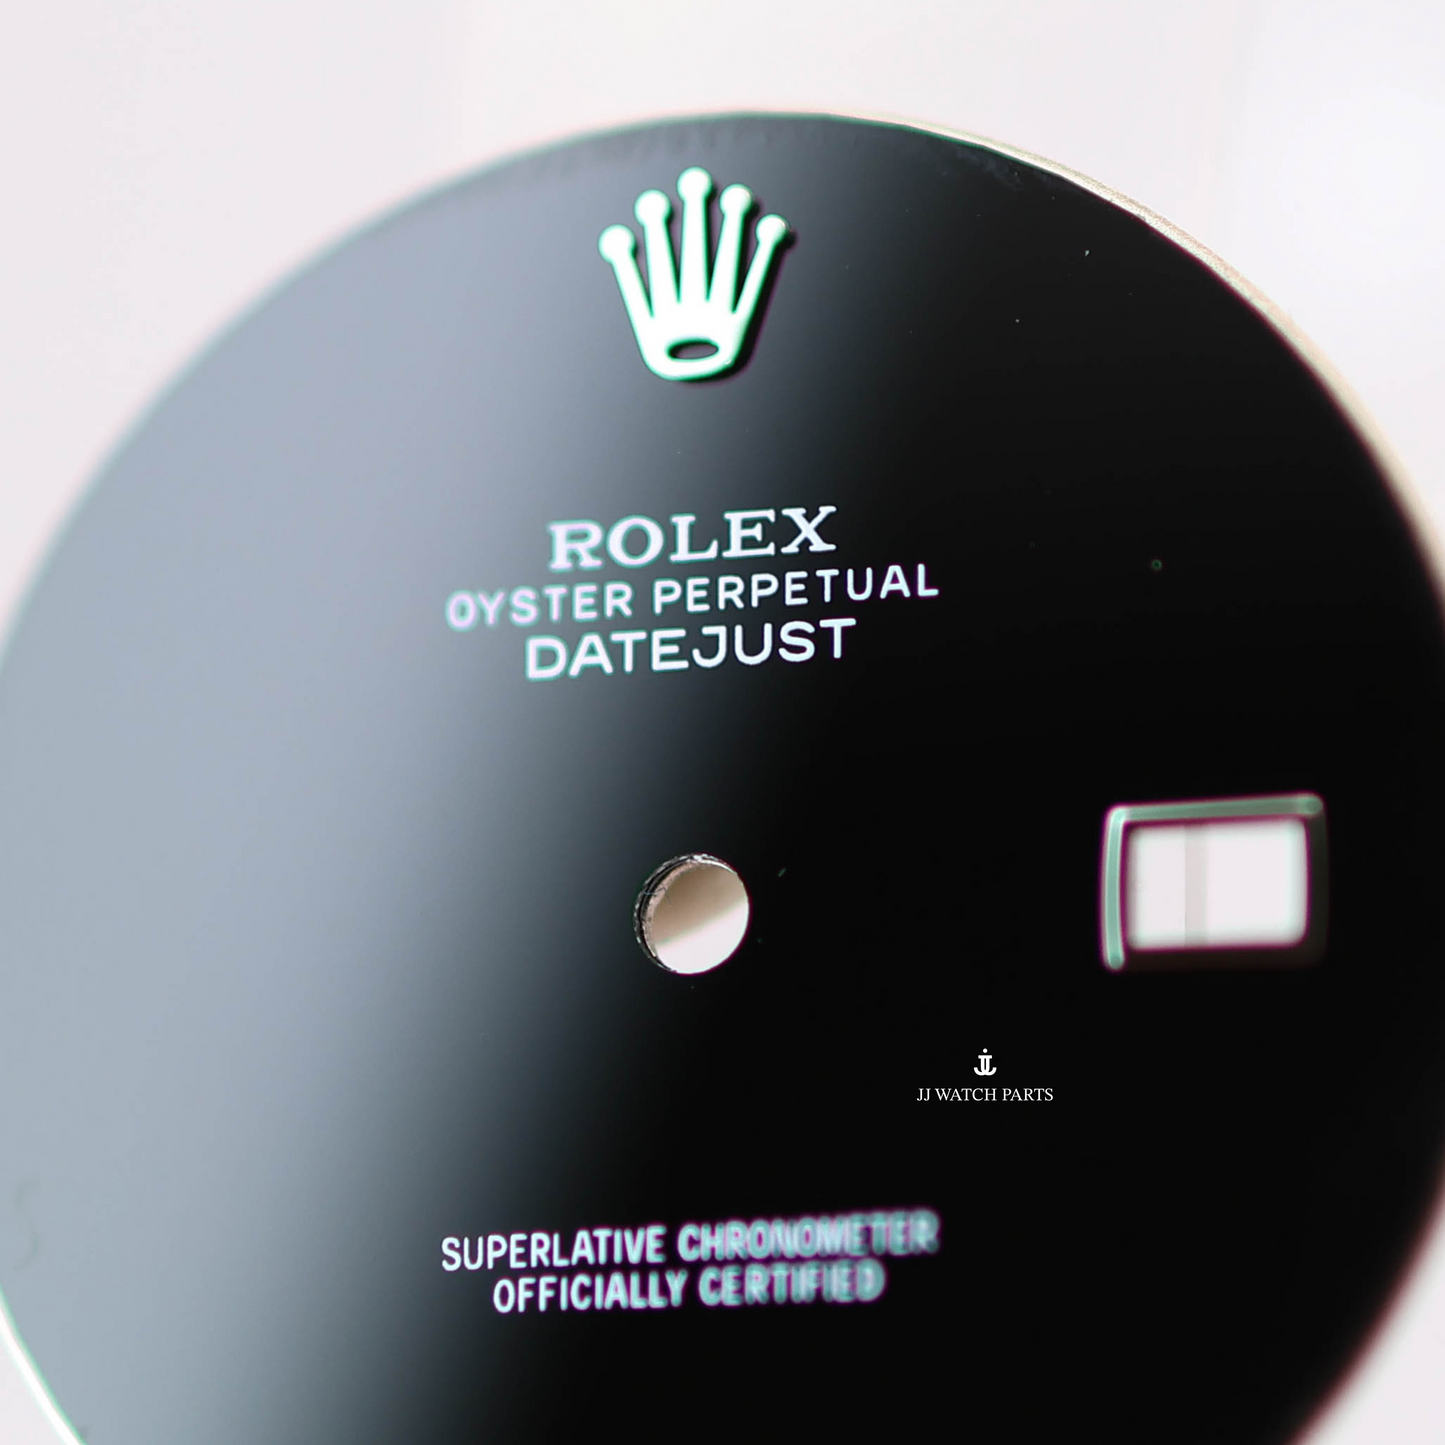 ROLEX
OYSTER PERPETUAL
DATEJUST
JJ WATCH PARTS
SUPERLATIVE CHRONOMETER
OFFICIALLY CERTIFIED